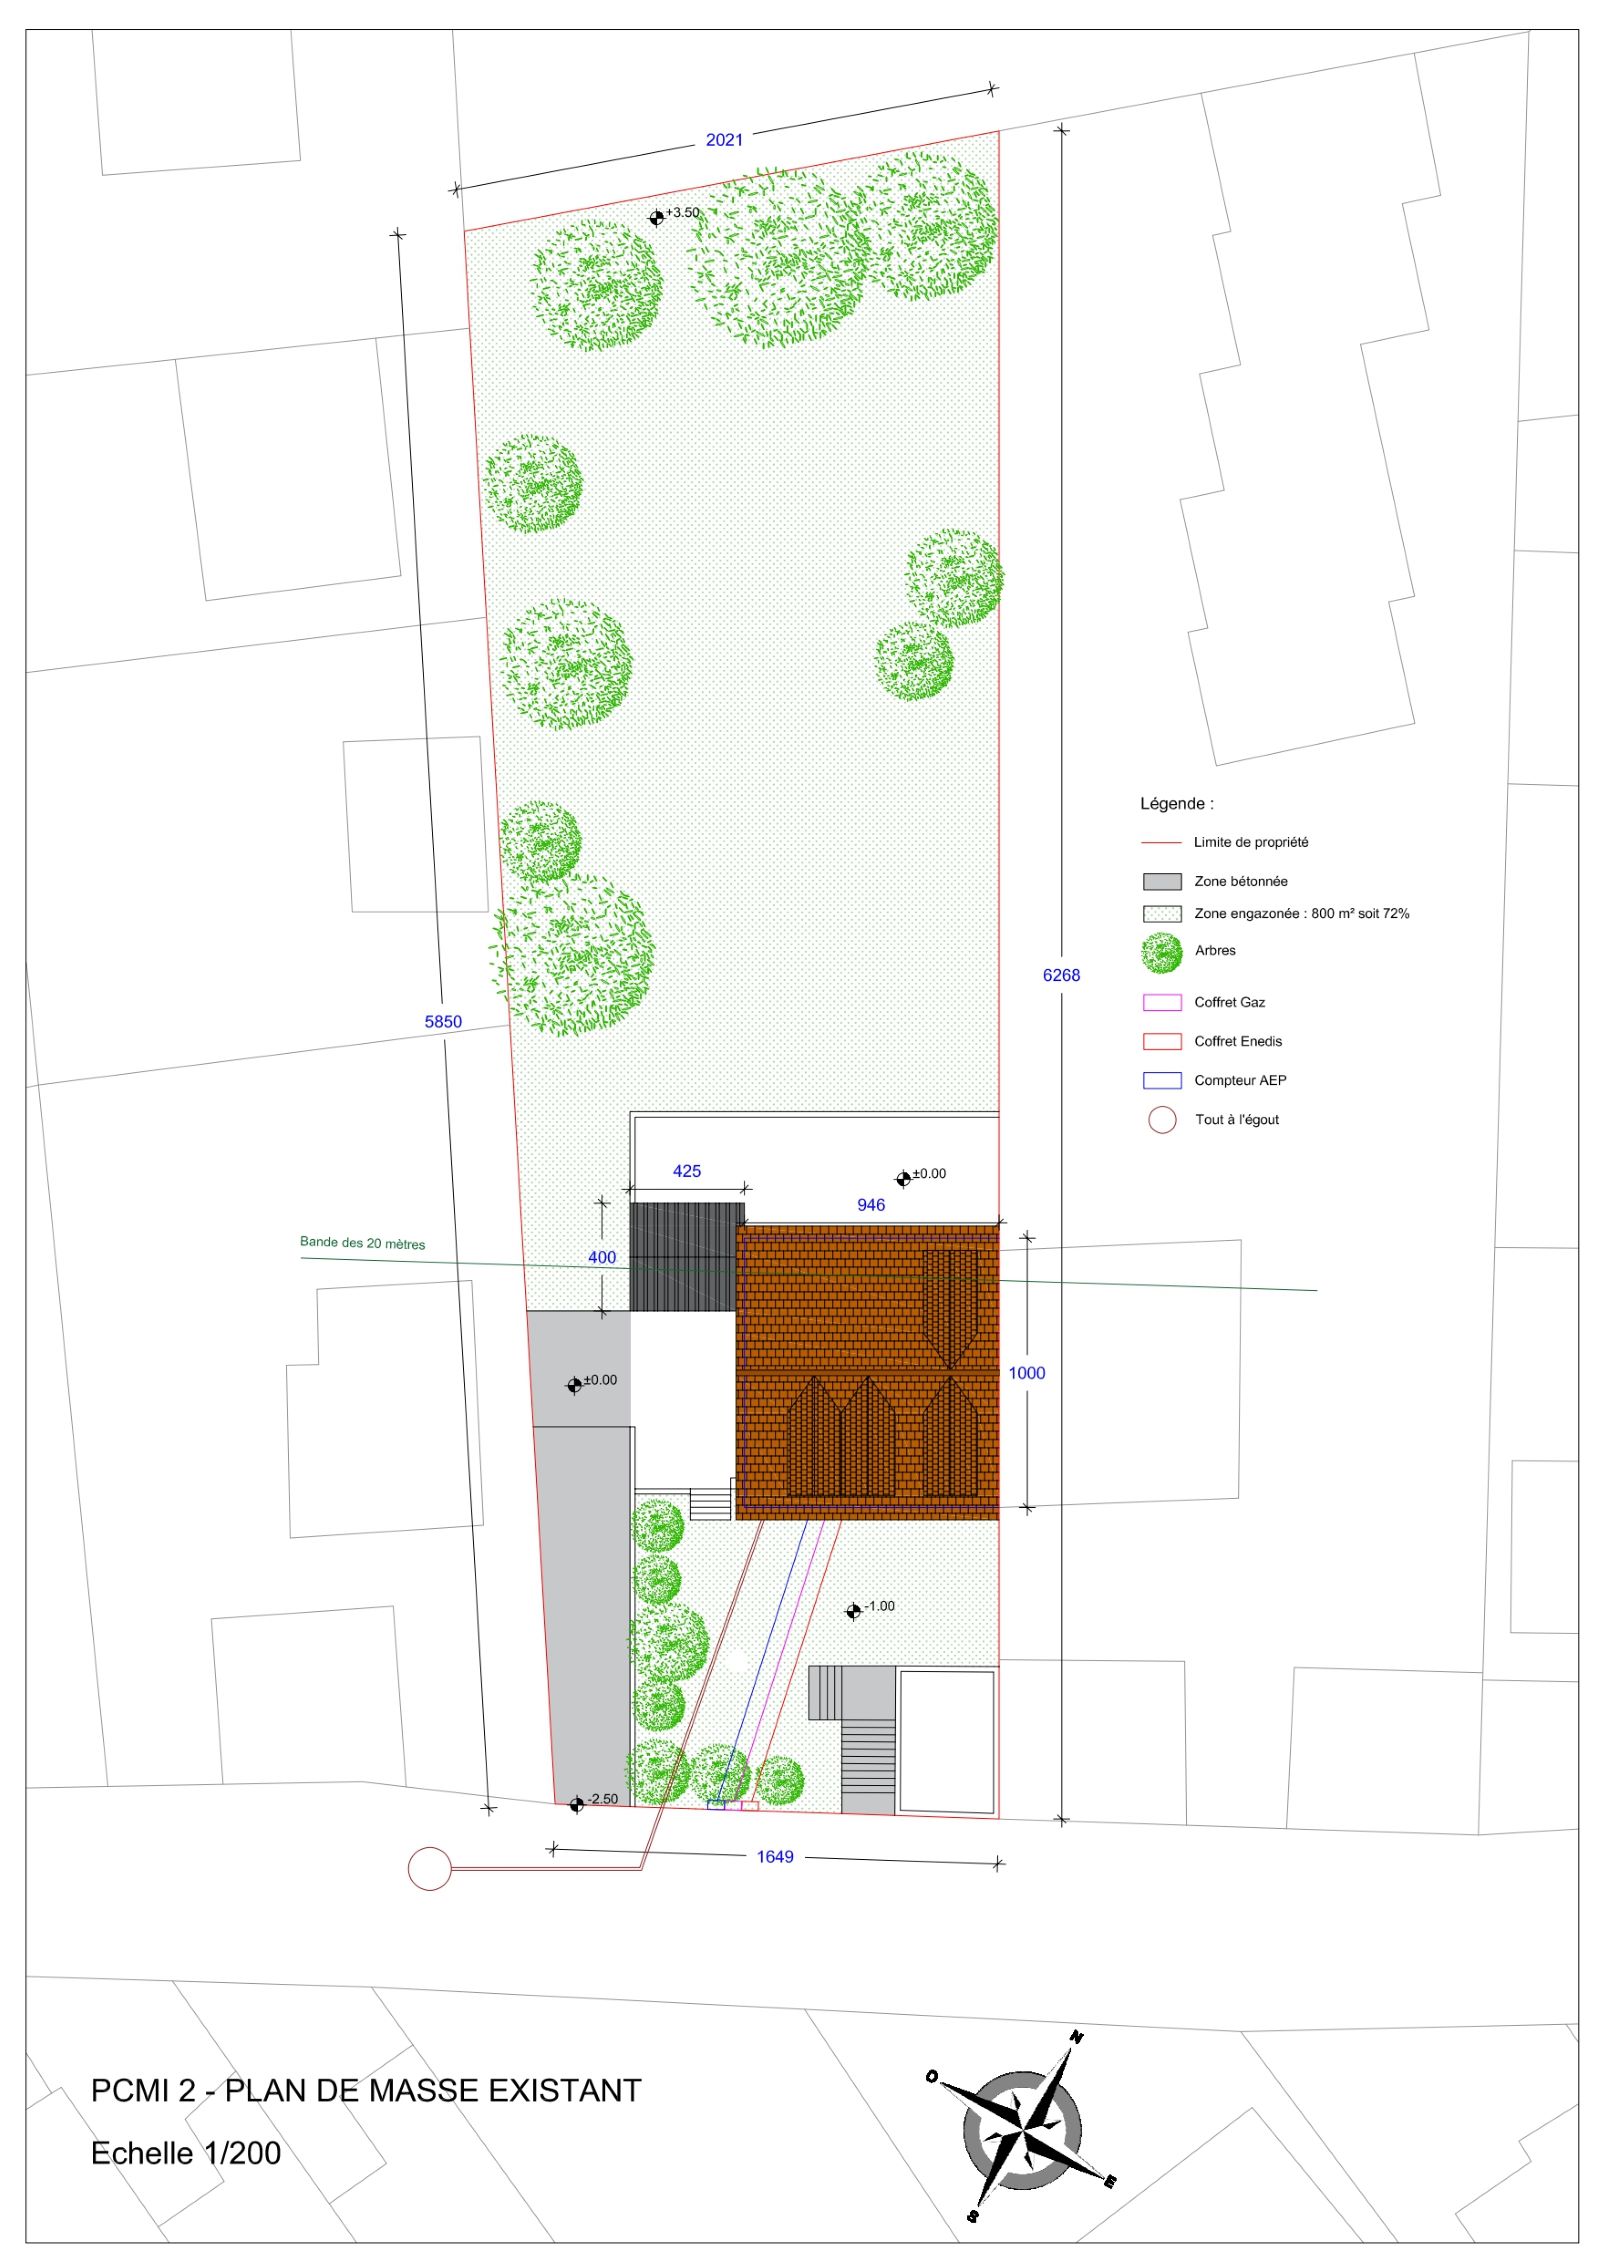 2021
+3.50
Légende :
Limite de propriété
Zone bétonnée
Zone engazonée : 800 m² soit 72%
Arbres
6268
Coffret Gaz
5850
Coffret Enedis
Compteur AEP
Tout à l'égout
425
±0.00
946
Bande des 20 mètres
400
1000
±0.00
-1.00
-2.50
1649
N
O
PCMI 2 - PLAN DE MASSE EXISTANT
Echelle 1/200
E
S